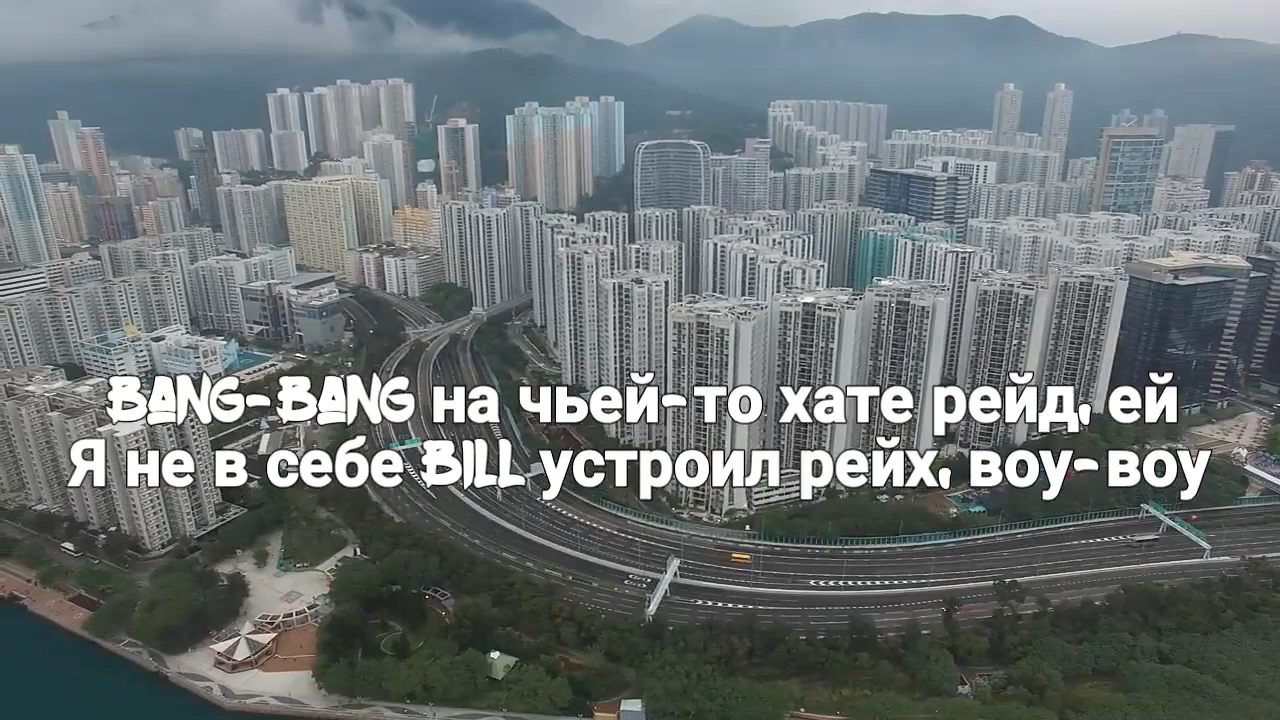 BANG-BANG на чьей-то хате рейд, ей
Я не в себе BILL устроил рейх, воу-воу